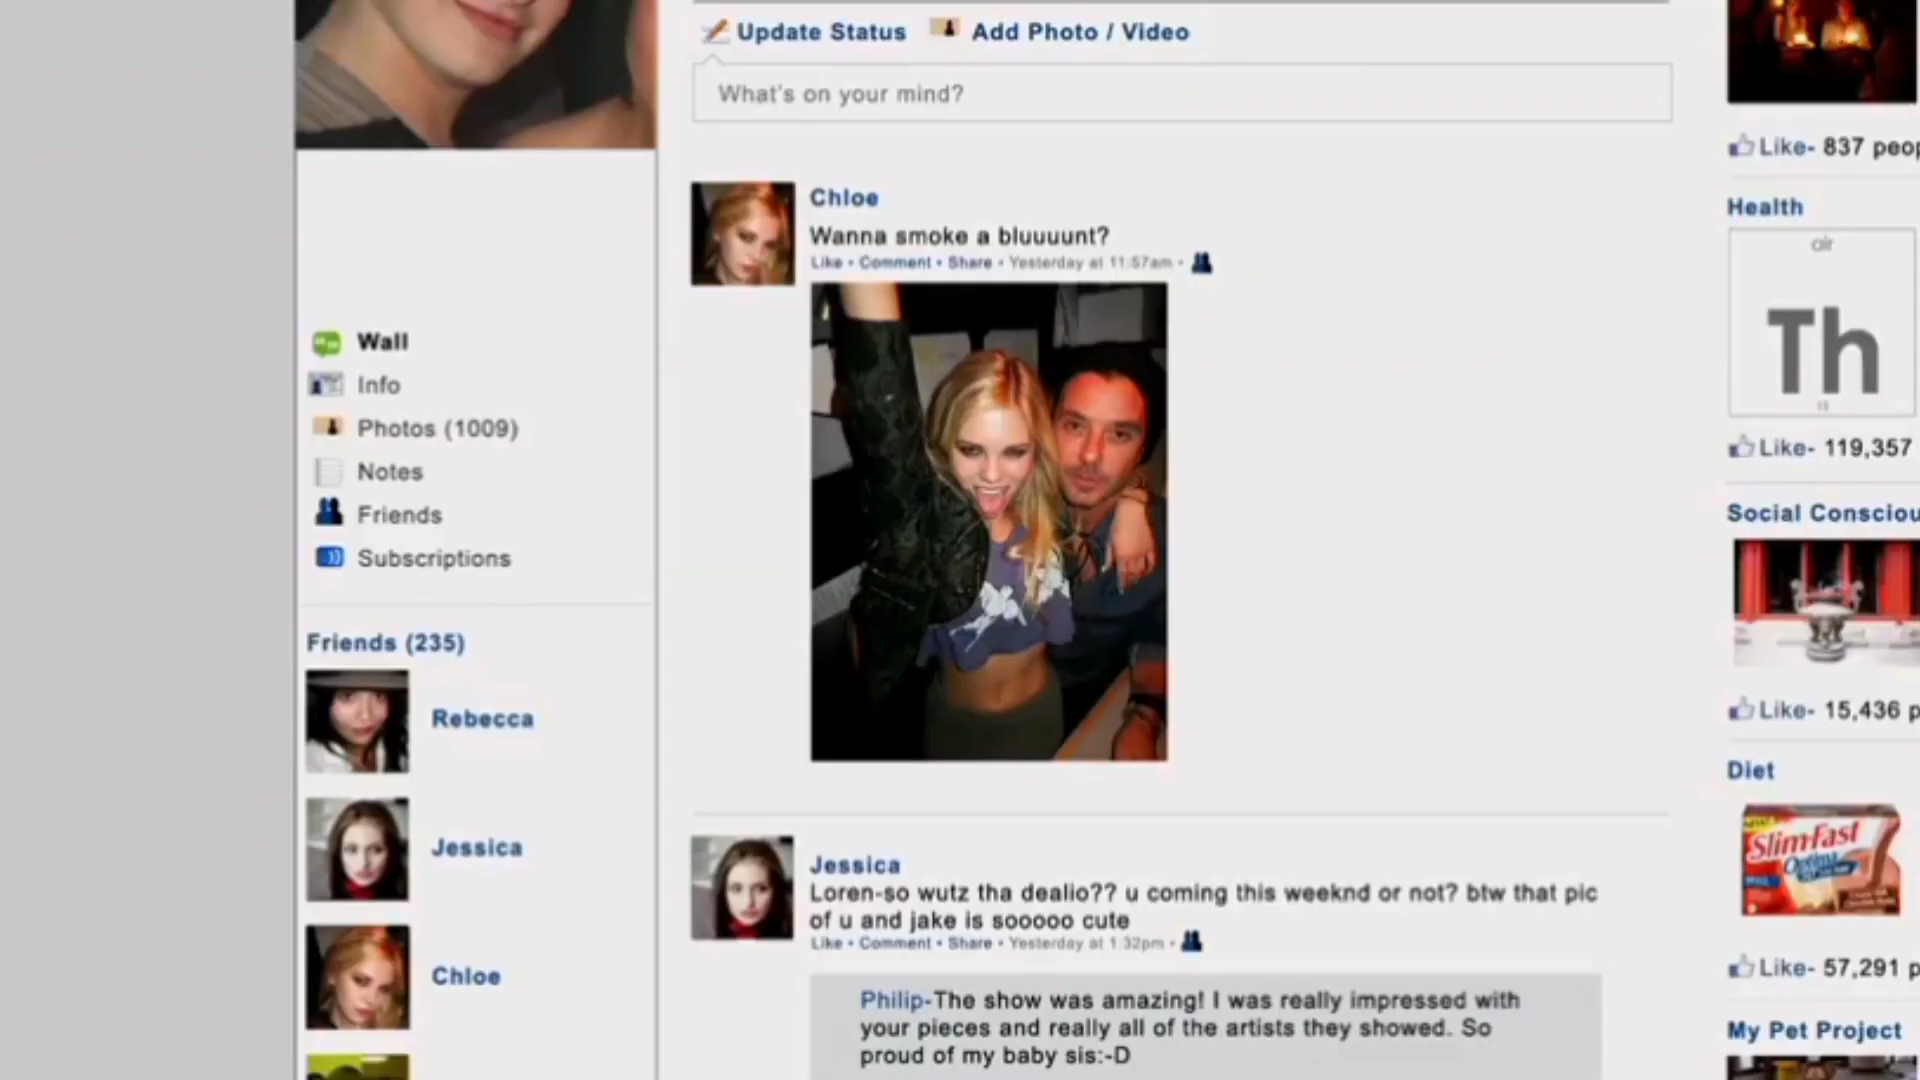 Update Status Add Photo / Video
What's on your mind?
Chloe
Wanna smoke a bluuuunt?
Like • Comment • Share • Yesterday at 11:57am •
Wall
Info
Photos (1009)
Notes
Friends
Subscriptions
Friends (235)
Rebecca
Jessica
Chloe
Jessica
Loren-so wutz tha dealio?? u coming this weeknd or not? btw that pic
of u and jake is sooooo cute
Like • Comment • Share • Yesterday at 1:32pm •
Philip-The show was amazing! I was really impressed with
your pieces and really all of the artists they showed. So
proud of my baby sis:-D
Like- 837
Health
air
Th
Like- 119,357
Social
Like- 15,436
Diet
Slim-Fast
Optima
Like- 57,291
My Pet Project